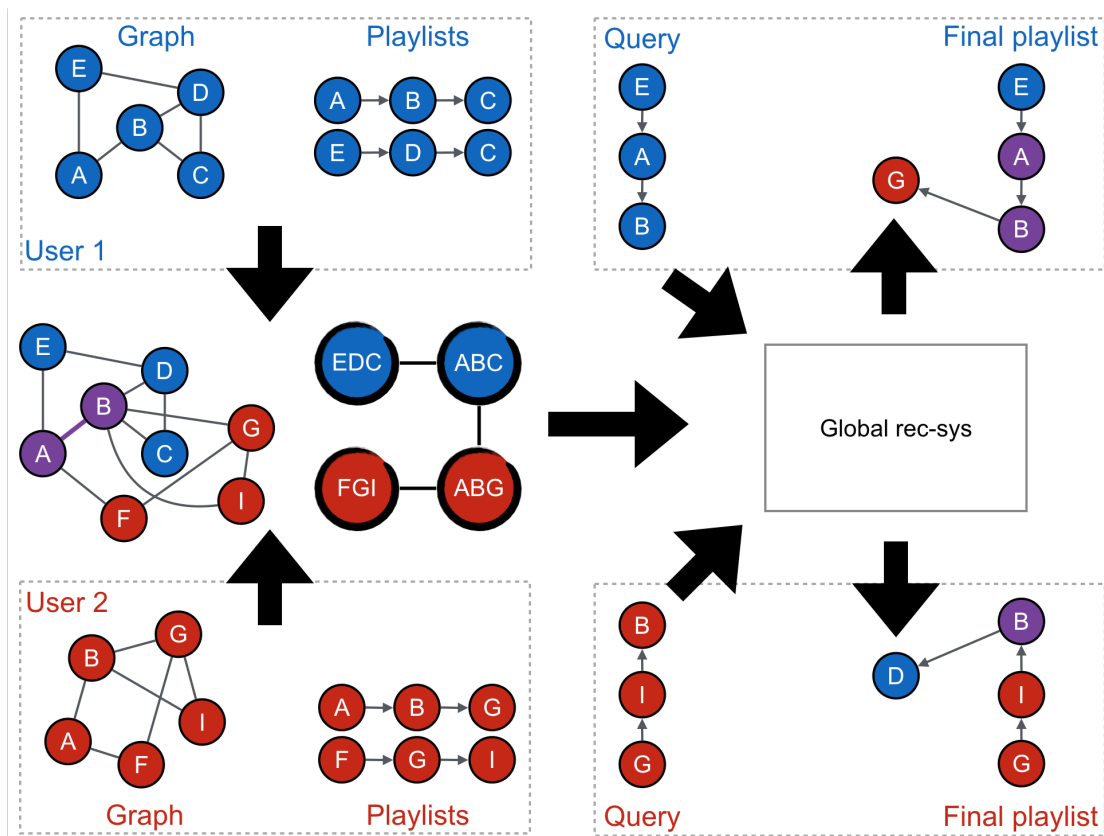 Graph
Playlists
E
D
B
A
C
A B C
E D C
User 1
Query
Final playlist
E
A
B
E
A
G
B
E
D
B
G
A
C
I
F
EDC ABC
FGI ABG
Global rec-sys
User 2
G
B
I
A
F
A B G
F G I
Graph
Playlists
B
I
G
B
D
I
G
Query
Final playlist